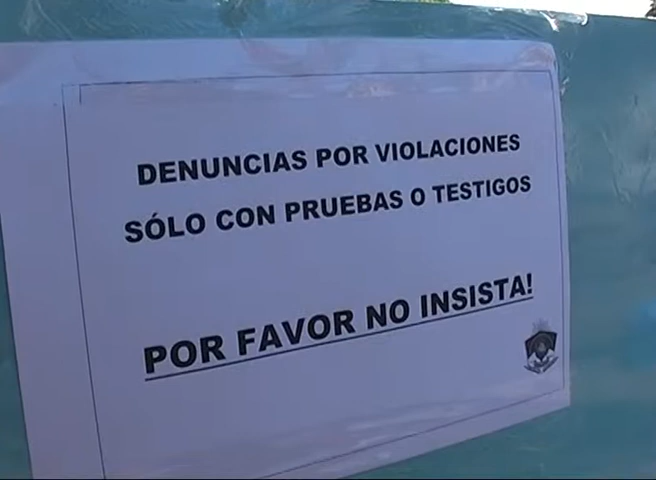 DENUNCIAS POR VIOLACIONES
SÓLO CON PRUEBAS O TESTIGOS
POR FAVOR NO INSISTA!